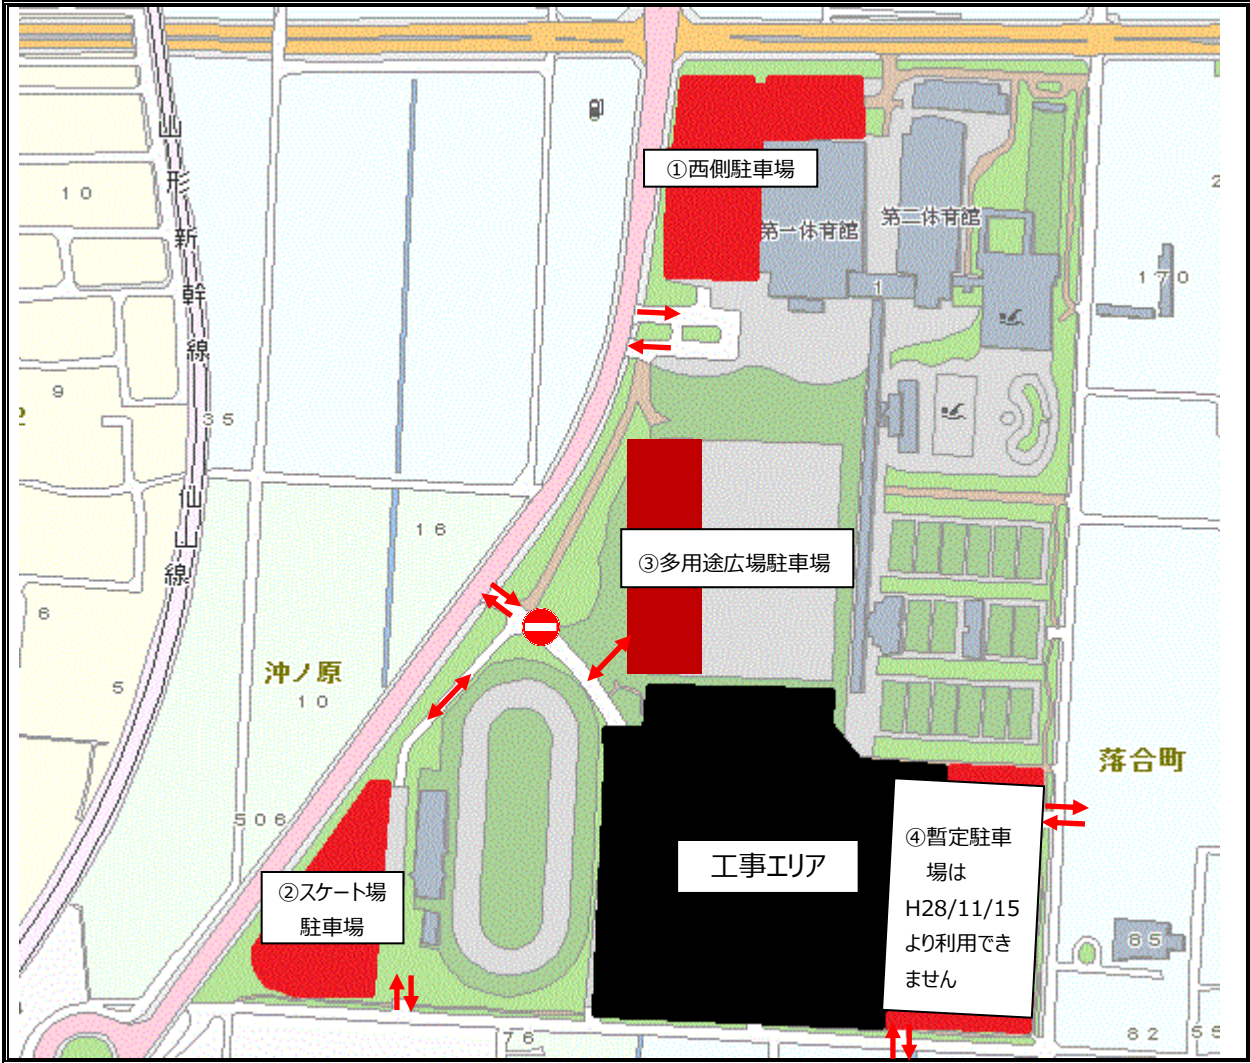 ①西側駐車場
10
山形新幹線
第一体育館
第二体育館
2
170
1
9
35
仙山線
16
③多用途広場駐車場
6
沖ノ原
10
5
落合町
506
工事エリア
④暫定駐車
場は
H28/11/15
より利用でき
ません
②スケート場
駐車場
85
76
82
55